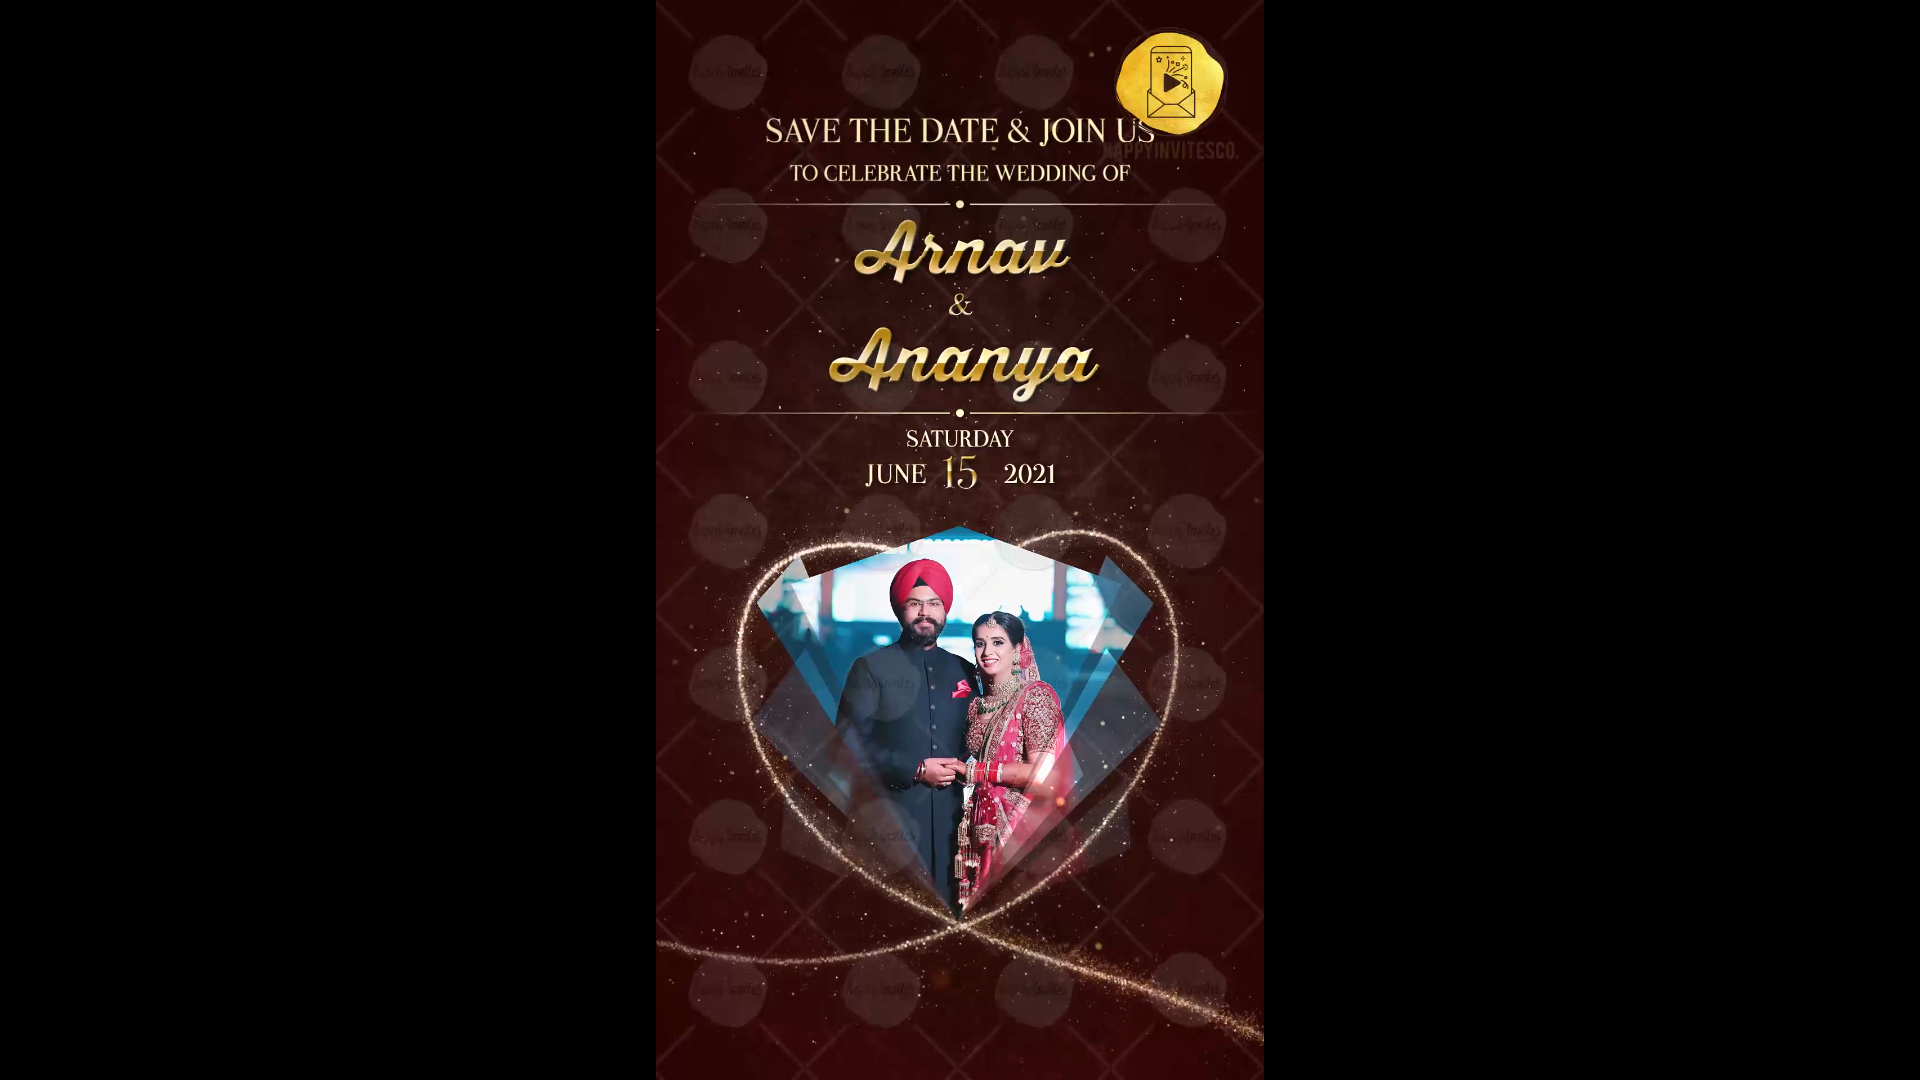 SAVE THE DATE & JOIN US
HAPPYINVITESCO.
TO CELEBRATE THE WEDDING OF
Arnav
&
Ananya
SATURDAY
JUNE 15 2021